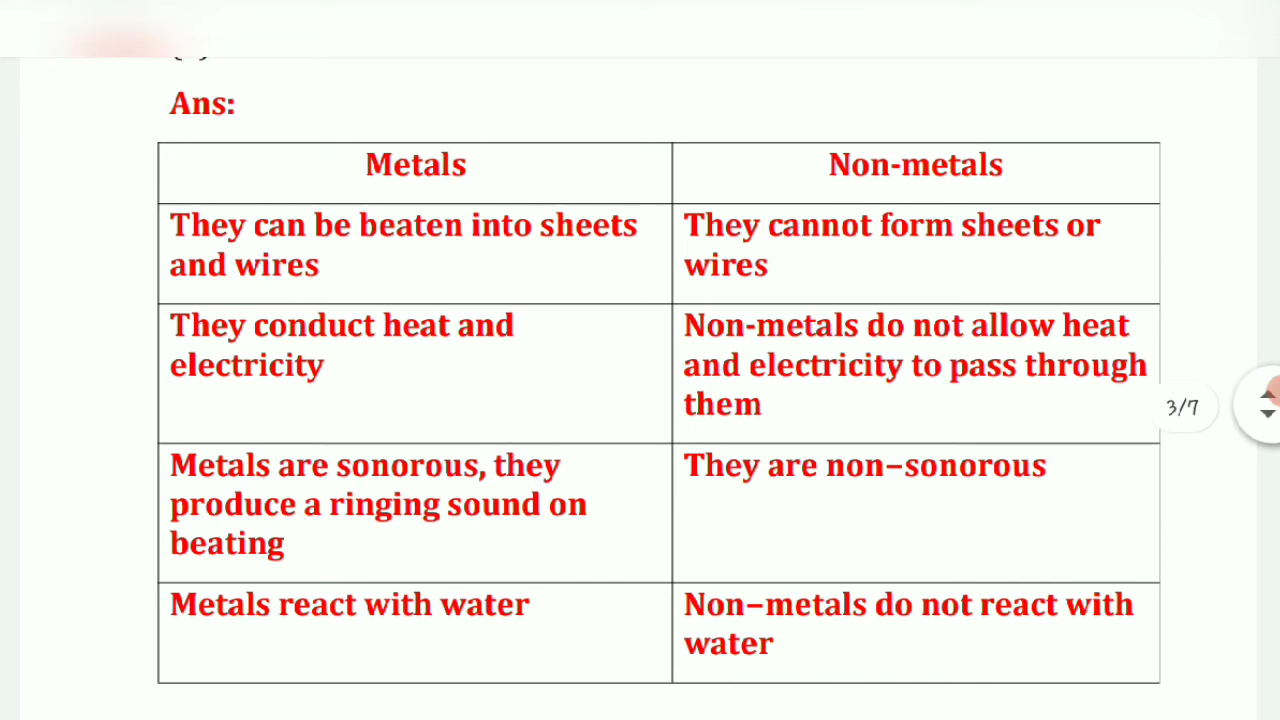 Ans:
Metals
Non-metals
They can be beaten into sheets
and wires
They cannot form sheets or
wires
They conduct heat and
electricity
Non-metals do not allow heat
and electricity to pass through
them
3/7
Metals are sonorous, they
produce a ringing sound on
beating
They are non−sonorous
Metals react with water
Non−metals do not react with
water